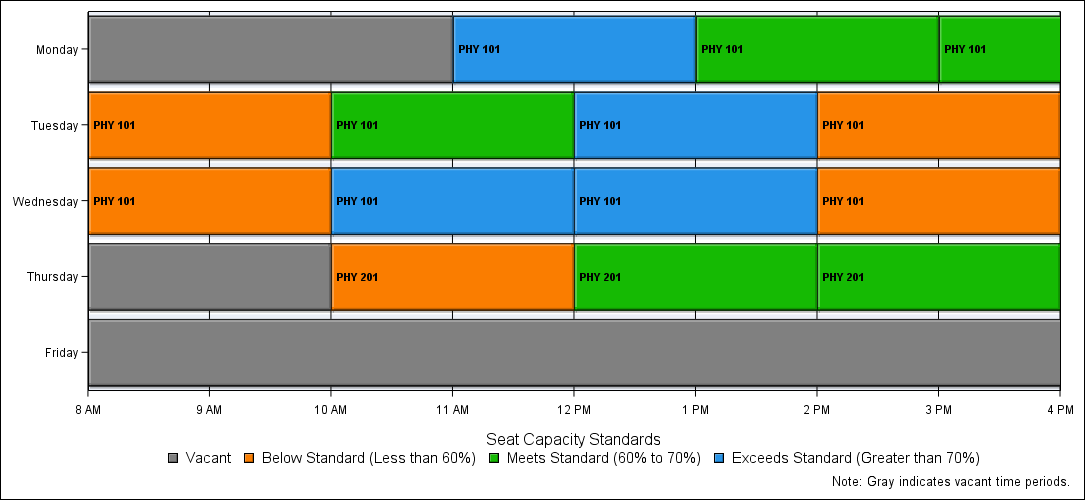 Monday PHY 101 PHY 101 PHY 101
Tuesday PHY 101 PHY 101 PHY 101 PHY 101
Wednesday PHY 101 PHY 101 PHY 101 PHY 101
Thursday PHY 201 PHY 201 PHY 201
Friday
8 AM 9 AM 10 AM 11 AM 12 PM 1 PM 2 PM 3 PM 4 PM
Seat Capacity Standards
Vacant Below Standard (Less than 60%) Meets Standard (60% to 70%) Exceeds Standard (Greater than 70%)
Note: Gray indicates vacant time periods.